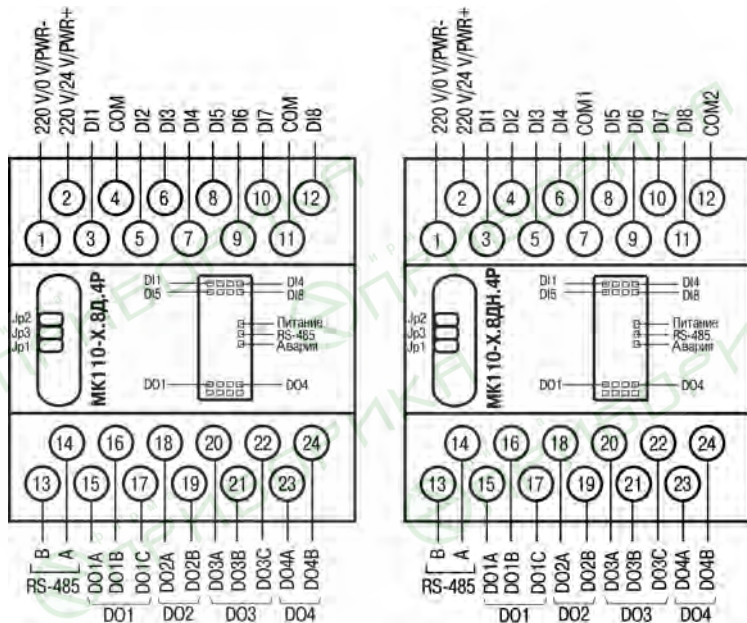 220 V/0 V/PWR-
220 V/24 V/PWR+
DI1
COM
DI2
DI3
DI4
DI5
DI6
DI7
COM
DI8
2 4 6 8 10 12
1 3 5 7 9 11
Jp2
Jp3
Jp1
МК110-Х.8Д.4Р
DI1 DI4
DI5 DI8
Питание
RS-485
Авария
DO1 DO4
14 16 18 20 22 24
13 15 17 19 21 23
B
A
DO1A
DO1B
DO1C
DO2A
DO2B
DO3A
DO3B
DO3C
DO4A
DO4B
RS-485
DO1 DO2 DO3 DO4
220 V/0 V/PWR-
220 V/24 V/PWR+
DI1
DI2
DI3
DI4
COM1
DI5
DI6
DI7
DI8
COM2
2 4 6 8 10 12
1 3 5 7 9 11
Jp2
Jp3
Jp1
МК110-Х.8ДН.4Р
DI1 DI4
DI5 DI8
Питание
RS-485
Авария
DO1 DO4
14 16 18 20 22 24
13 15 17 19 21 23
B
A
DO1A
DO1B
DO1C
DO2A
DO2B
DO3A
DO3B
DO3C
DO4A
DO4B
RS-485
DO1 DO2 DO3 DO4
ПРИБОРИКА